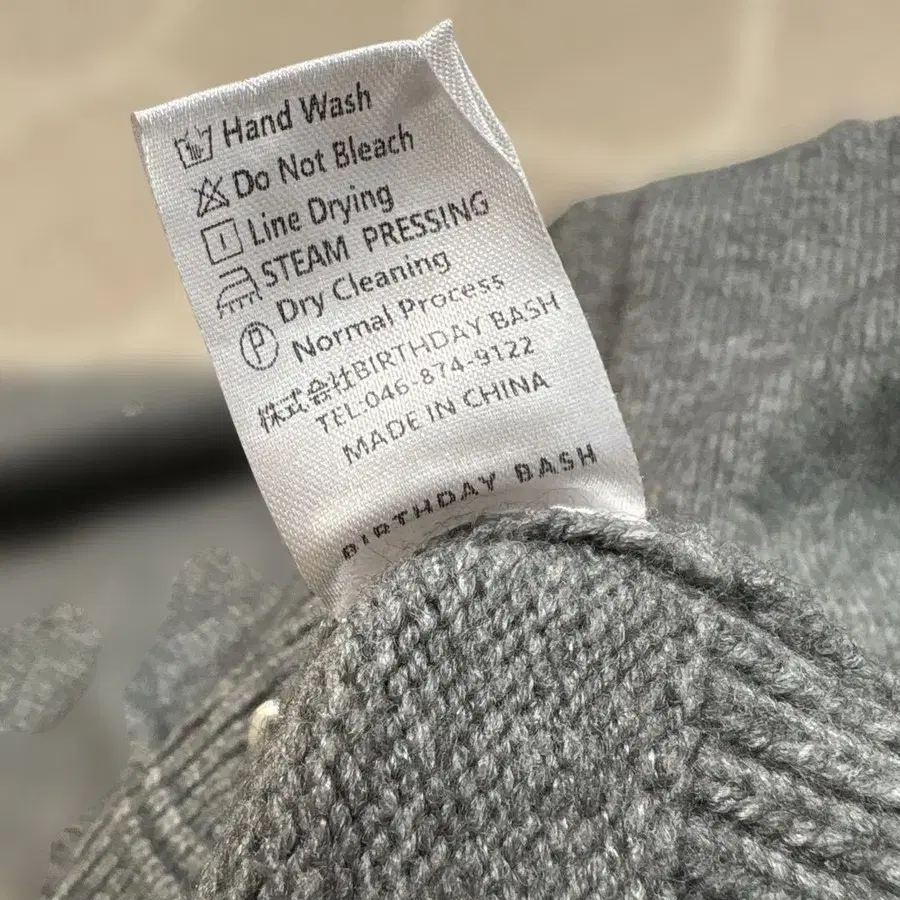 Hand Wash
Do Not Bleach
Line Drying
STEAM PRESSING
Dry Cleaning
P Normal Process
株式会社BIRTHDAY BASH
TEL:046-874-9122
MADE IN CHINA
BIRTHDAY BASH